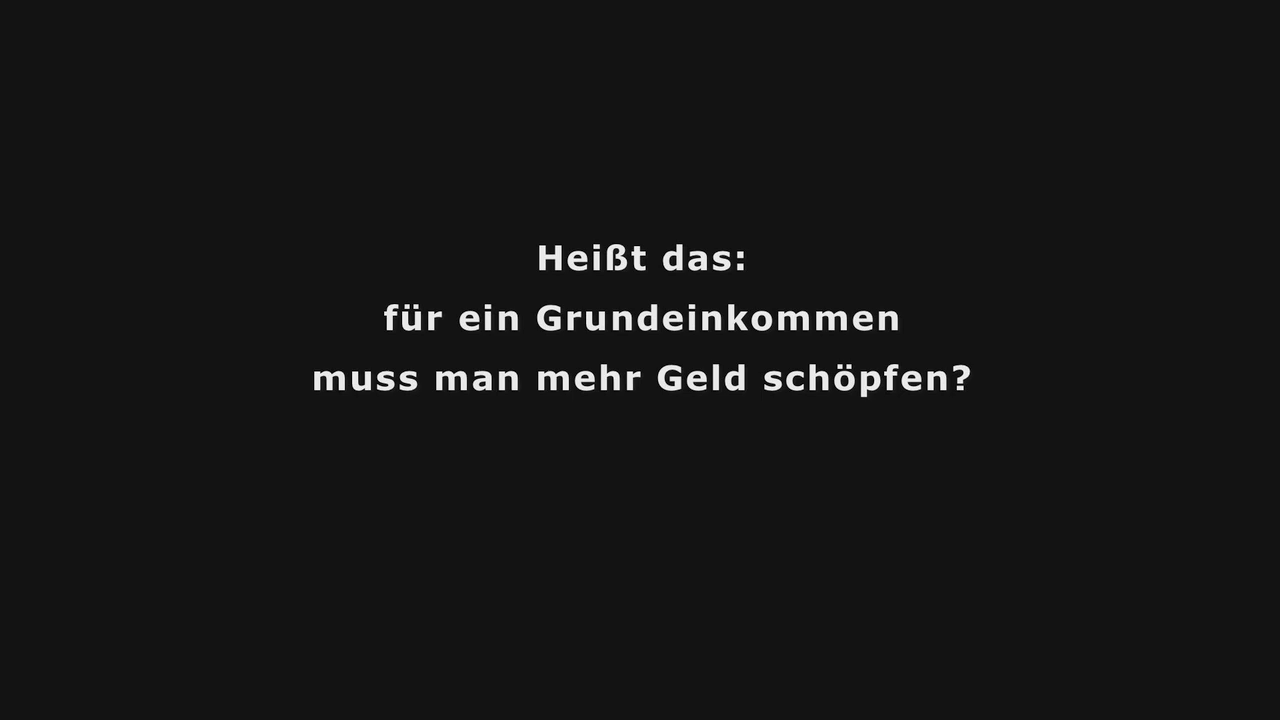 Heißt das:
für ein Grundeinkommen
muss man mehr Geld schöpfen?